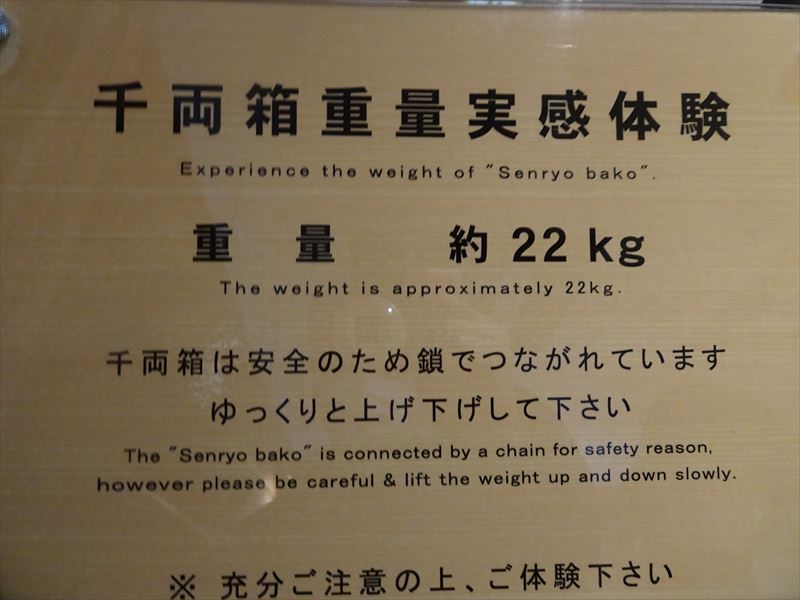 千両箱重量実感体験
Experience the weight of "Senryo bako".
重 量 約 22 kg
The weight is approximately 22kg.
千両箱は安全のため鎖でつながれています
ゆっくりと上げ下げして下さい
The "Senryo bako" is connected by a chain for safety reason,
however please be careful & lift the weight up and down slowly.
※ 充分ご注意の上、ご体験下さい